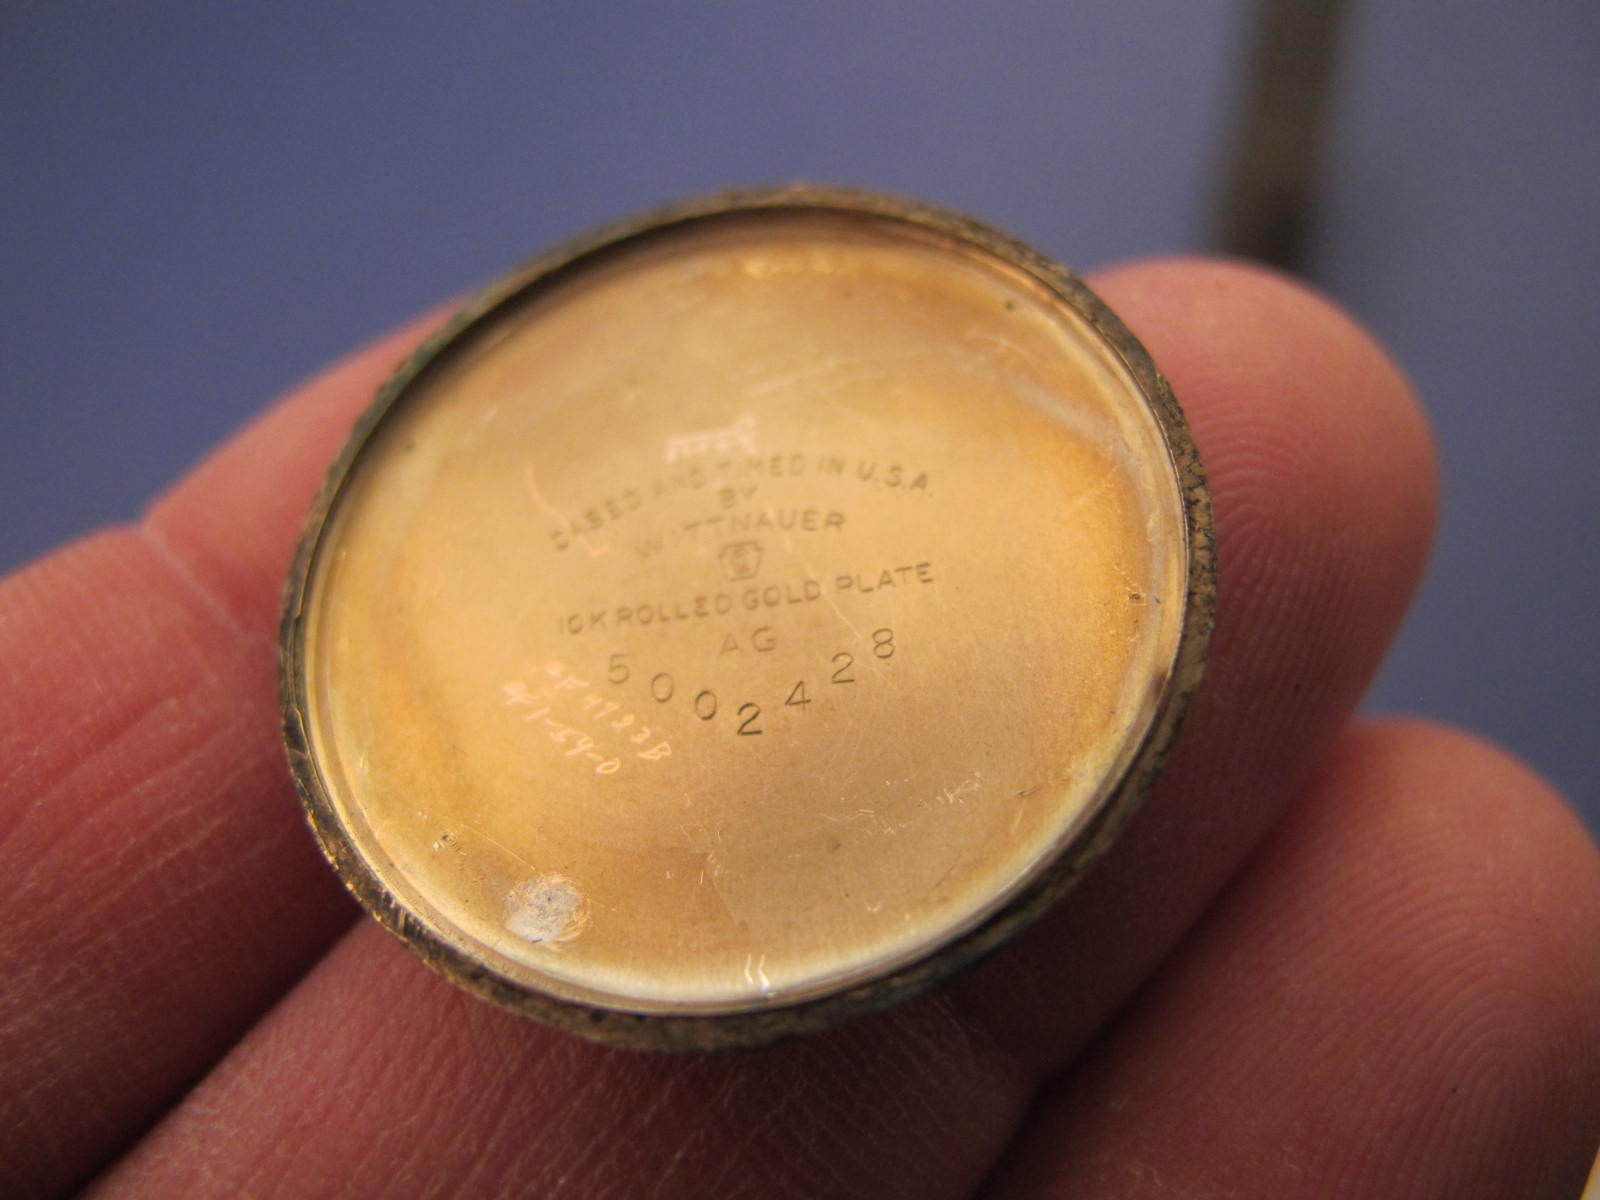 CASED AND TIMED IN U.S.A.
BY
WITTNAUER
10K ROLLED GOLD PLATE
AG
5002428